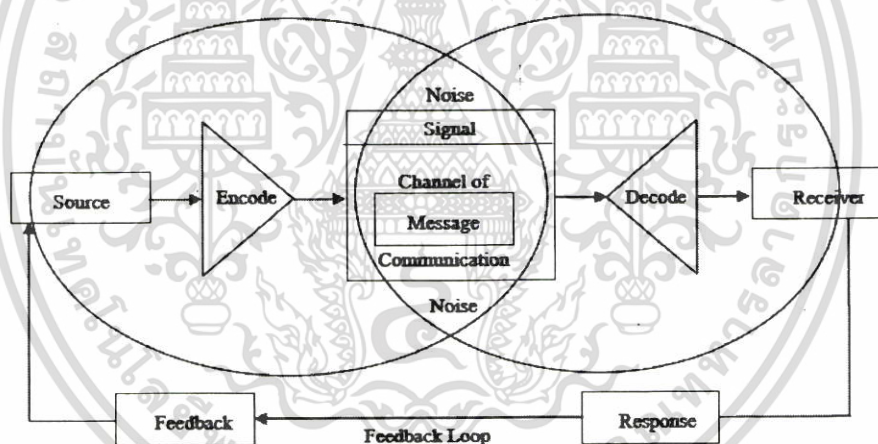 Noise
Signal
Source
Encode
Channel of
Message
Communication
Decode
Receiver
Noise
Feedback
Feedback Loop
Response